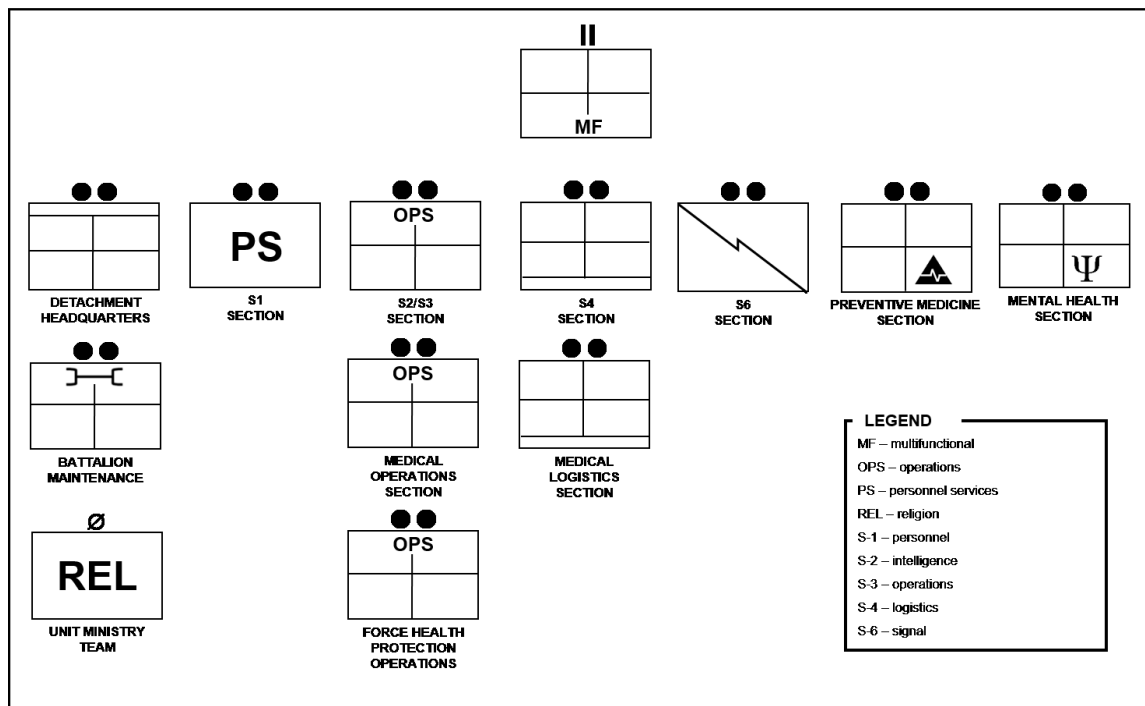 MF
OPS
PS
Ψ
DETACHMENT
HEADQUARTERS
S1
SECTION
S2/S3
SECTION
S4
SECTION
S6
SECTION
PREVENTIVE MEDICINE
SECTION
MENTAL HEALTH
SECTION
OPS
BATTALION
MAINTENANCE
MEDICAL
OPERATIONS
SECTION
MEDICAL
LOGISTICS
SECTION
Ø
REL
UNIT MINISTRY
TEAM
OPS
FORCE HEALTH
PROTECTION
OPERATIONS
LEGEND
MF – multifunctional
OPS – operations
PS – personnel services
REL – religion
S-1 – personnel
S-2 – intelligence
S-3 – operations
S-4 – logistics
S-6 – signal